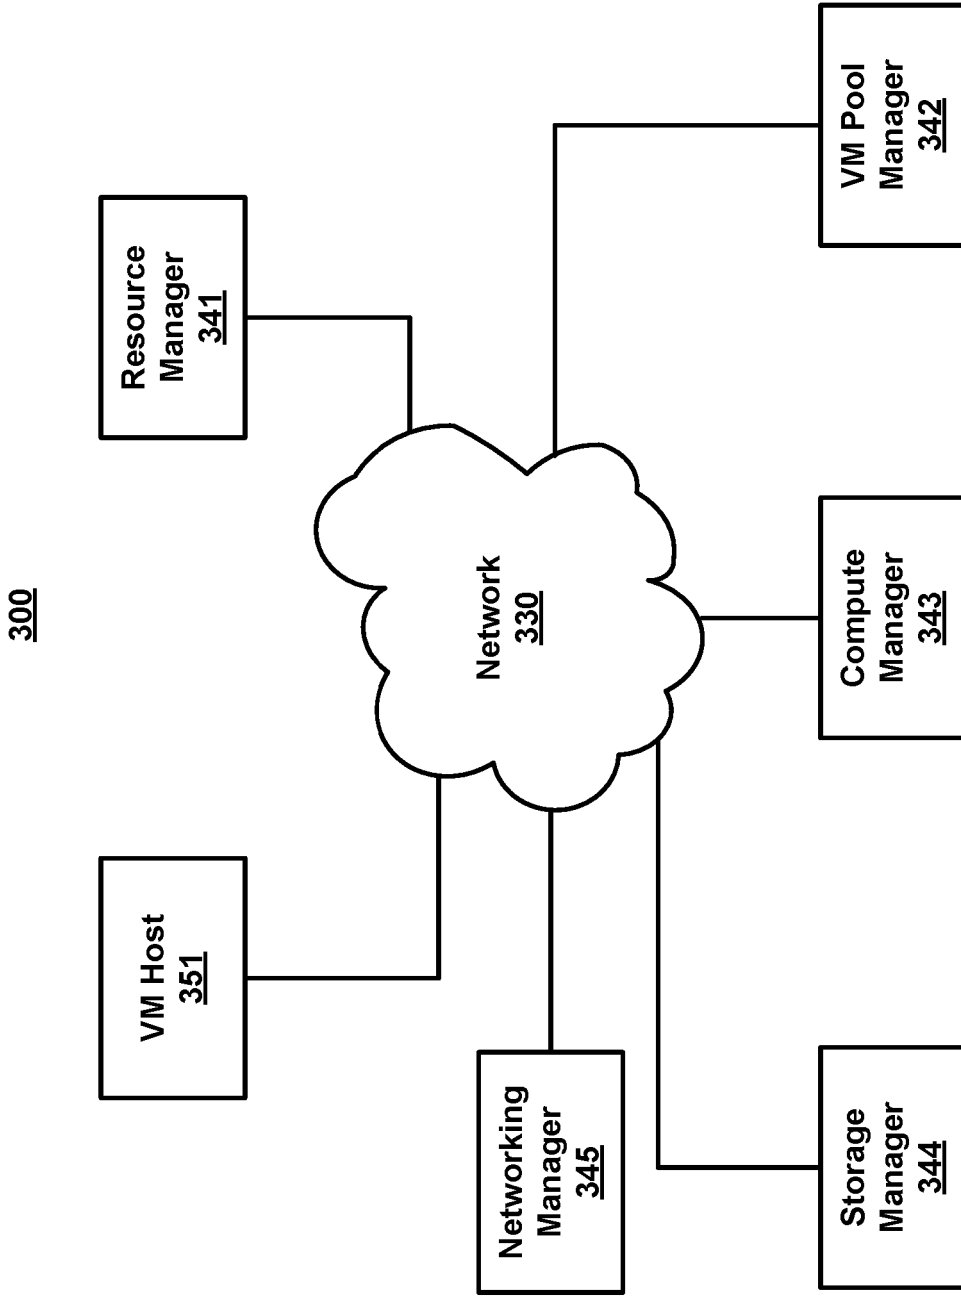 300
VM Host
351
Resource
Manager
341
Networking
Manager
345
Network
330
Storage
Manager
344
Compute
Manager
343
VM Pool
Manager
342